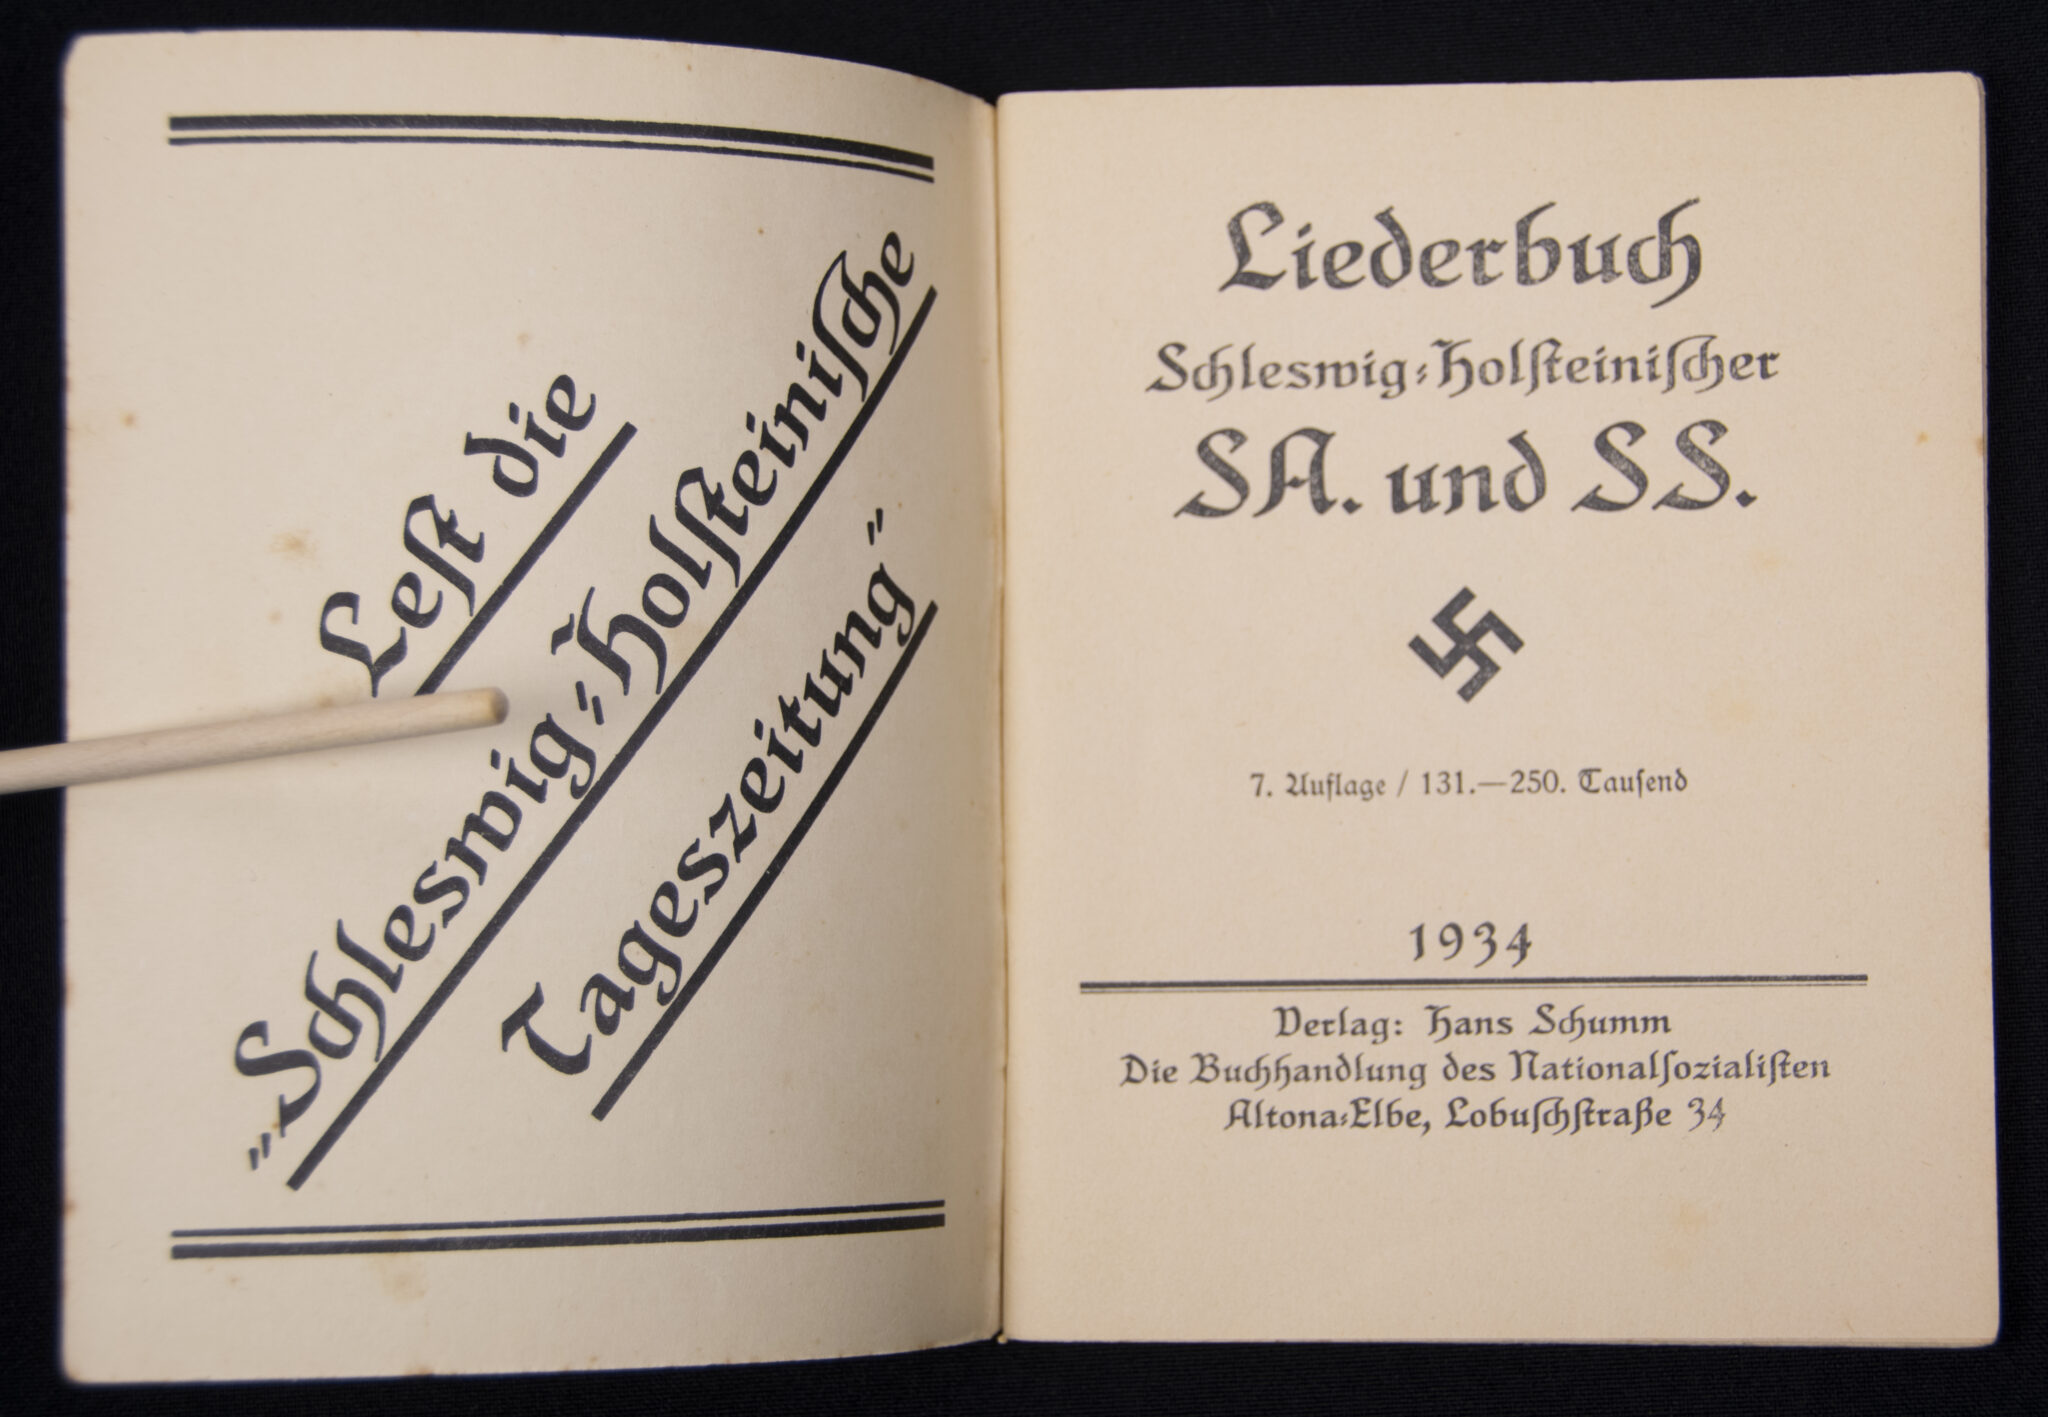 Lest die
„Schleswig-Holsteinische
Tageszeitung“
Liederbuch
Schleswig-Holsteinischer
SA. und SS.
7. Auflage / 131.—250. Tausend
1934
Verlag: Hans Schumm
Die Buchhandlung des Nationalsozialisten
Altona-Elbe, Lobuschstraße 34